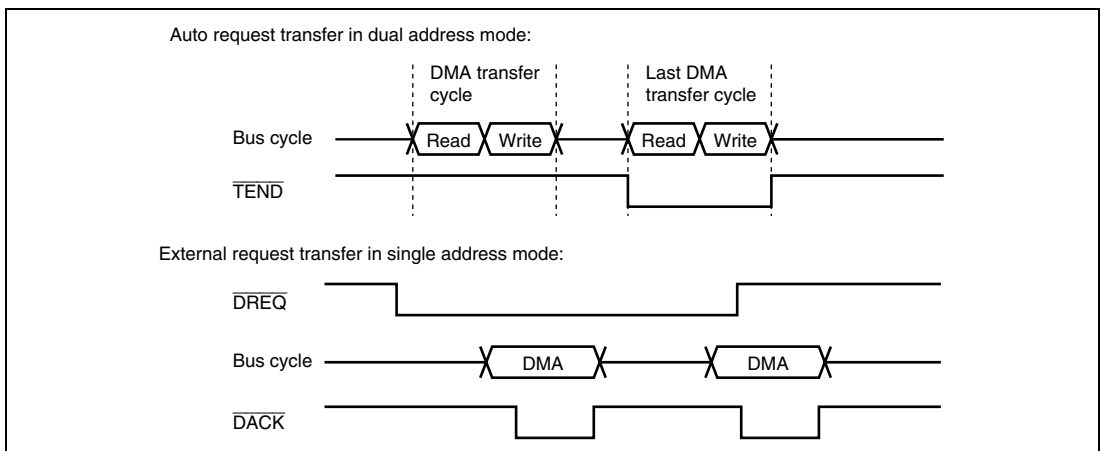 Auto request transfer in dual address mode:
DMA transfer cycle
Last DMA transfer cycle
Bus cycle
Read
Write
Read
Write
TEND
External request transfer in single address mode:
DREQ
Bus cycle
DMA
DMA
DACK